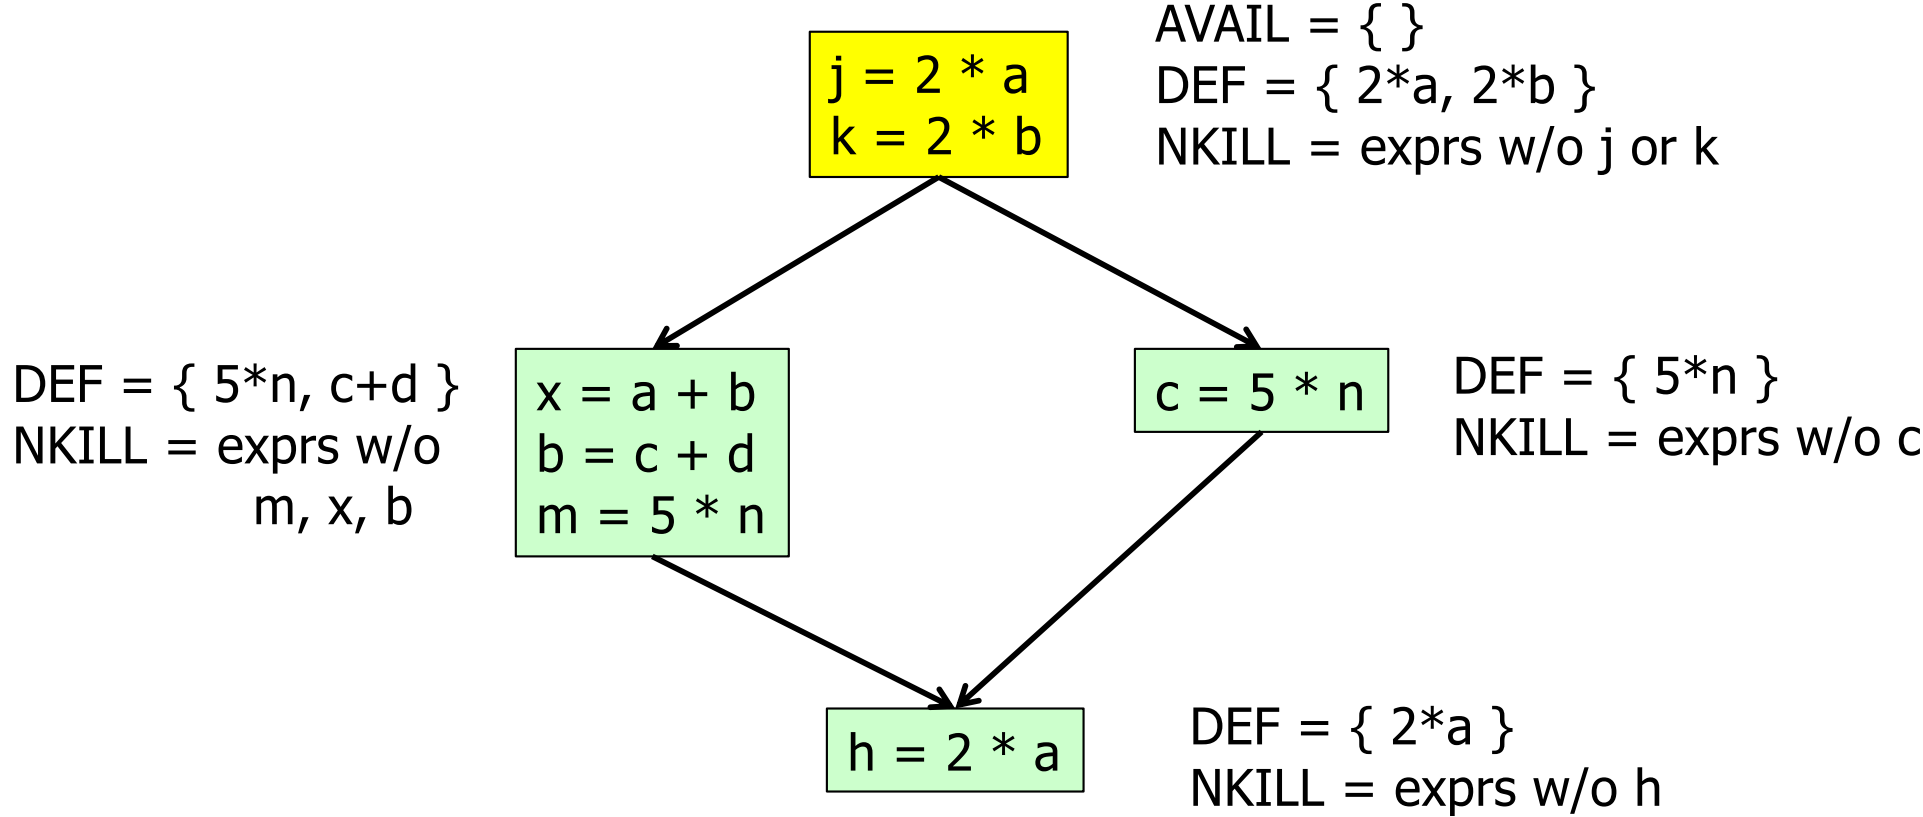 j = 2 * a
k = 2 * b
AVAIL = { }
DEF = { 2*a, 2*b }
NKILL = exprs w/o j or k
DEF = { 5*n, c+d }
NKILL = exprs w/o
m, x, b
x = a + b
b = c + d
m = 5 * n
c = 5 * n
DEF = { 5*n }
NKILL = exprs w/o c
h = 2 * a
DEF = { 2*a }
NKILL = exprs w/o h